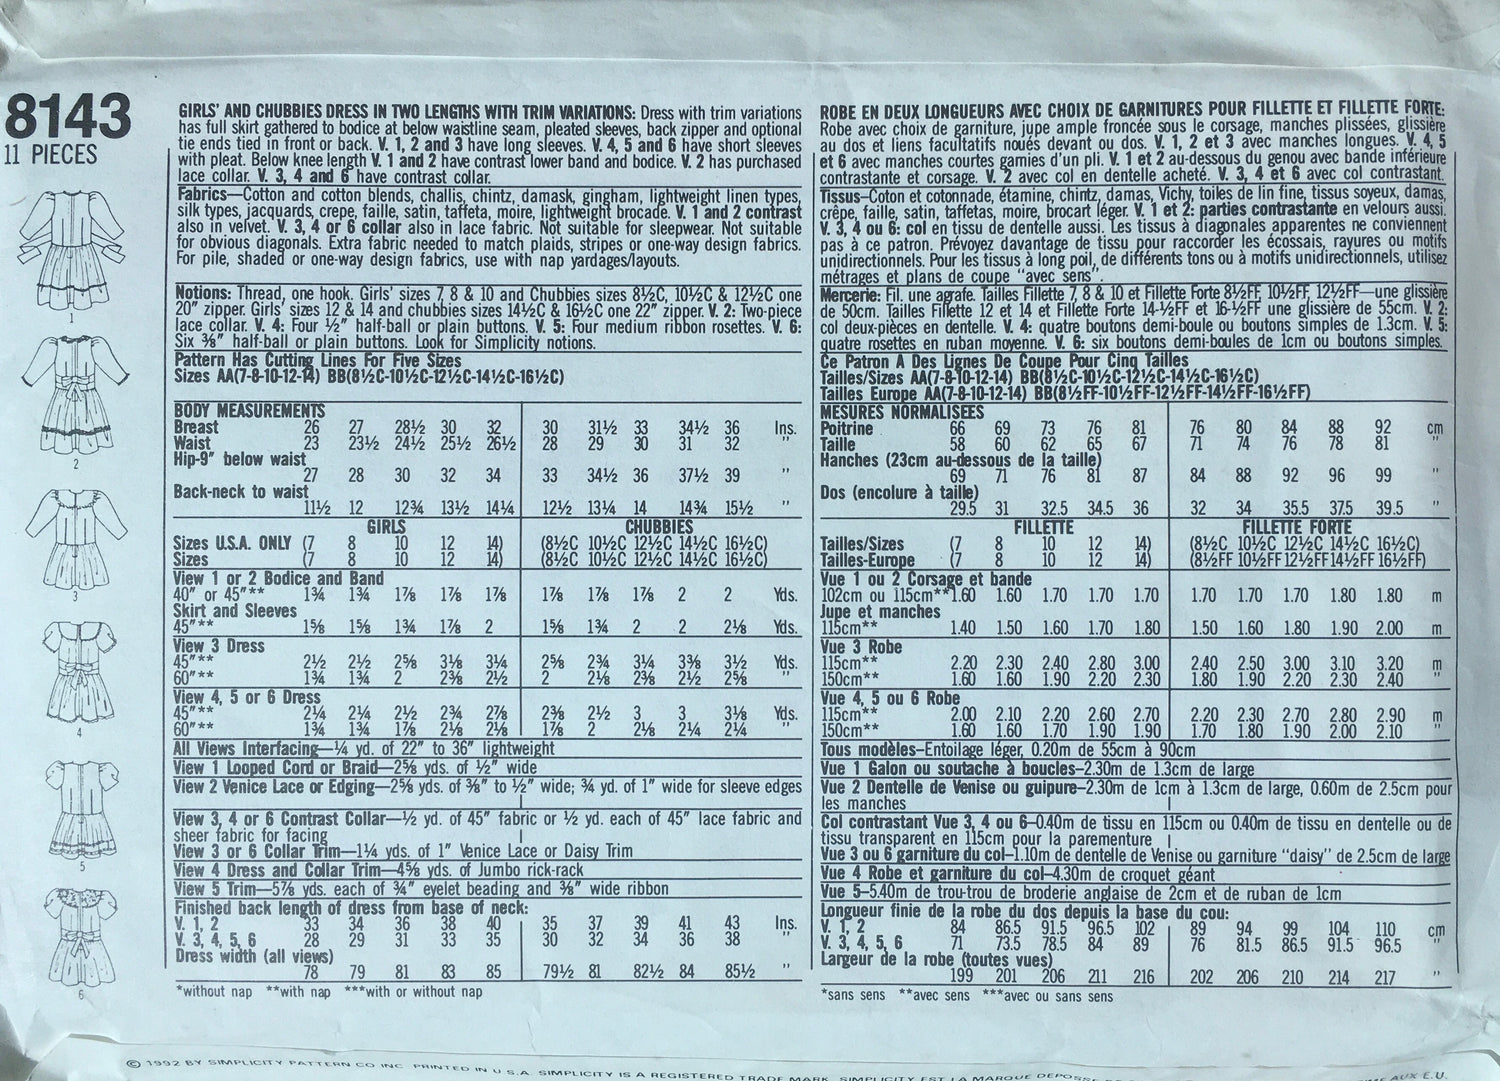 8143
11 PIECES
1
2
3
4
5
6
GIRLS' AND CHUBBIES DRESS IN TWO LENGTHS WITH TRIM VARIATIONS: Dress with trim variations
has full skirt gathered to bodice at below waistline seam, pleated sleeves, back zipper and optional
tie ends tied in front or back. V. 1, 2 and 3 have long sleeves. V. 4, 5 and 6 have short sleeves
with pleat. Below knee length V. 1 and 2 have contrast lower band and bodice. V. 2 has purchased
lace collar. V. 3, 4 and 6 have contrast collar.
Fabrics—Cotton and cotton blends, challis, chintz, damask, gingham, lightweight linen types,
silk types, jacquards, crepe, faille, satin, taffeta, moire, lightweight brocade. V. 1 and 2 contrast
also in velvet. V. 3, 4 or 6 collar also in lace fabric. Not suitable for sleepwear. Not suitable
for obvious diagonals. Extra fabric needed to match plaids, stripes or one-way design fabrics.
For pile, shaded or one-way design fabrics, use with nap yardages/layouts.
Notions: Thread, one hook. Girls' sizes 7, 8 & 10 and Chubbies sizes 8½C, 10½C & 12½C one
20" zipper. Girls' sizes 12 & 14 and chubbies sizes 14½C & 16½C one 22" zipper. V. 2: Two-piece
lace collar. V. 4: Four ½" half-ball or plain buttons. V. 5: Four medium ribbon rosettes. V. 6:
Six ⅜" half-ball or plain buttons. Look for Simplicity notions.
Pattern Has Cutting Lines For Five Sizes
Sizes AA(7-8-10-12-14) BB(8½C-10½C-12½C-14½C-16½C)
BODY MEASUREMENTS
Breast 26 27 28½ 30 32 30 31½ 33 34½ 36 Ins.
Waist 23 23½ 24½ 25½ 26½ 28 29 30 31 32 "
Hip-9" below waist
27 28 30 32 34 33 34½ 36 37½ 39 "
Back-neck to waist
11½ 12 12¾ 13½ 14¼ 12½ 13¼ 14 14¾ 15½ "
GIRLS CHUBBIES
Sizes U.S.A. ONLY (7 8 10 12 14) (8½C 10½C 12½C 14½C 16½C)
Sizes (7 8 10 12 14) (8½C 10½C 12½C 14½C 16½C)
View 1 or 2 Bodice and Band
40" or 45"** 1¾ 1¾ 1⅞ 1⅞ 1⅞ 1⅞ 1⅞ 1⅞ 2 2 Yds.
Skirt and Sleeves
45"** 1⅝ 1⅝ 1¾ 1⅞ 2 1⅝ 1¾ 2 2 2⅛ Yds.
View 3 Dress
45"** 2½ 2½ 2⅝ 3⅛ 3¼ 2⅝ 2¾ 3¼ 3⅜ 3½ Yds.
60"** 1¾ 1¾ 2 2⅜ 2½ 2 2⅛ 2⅜ 2½ 2⅝ "
View 4, 5 or 6 Dress
45"** 2¼ 2¼ 2½ 2¾ 2⅞ 2⅜ 2½ 3 3 3⅛ Yds.
60"** 1¾ 1¾ 1⅞ 2⅛ 2⅛ 1⅞ 2 2⅛ 2¼ 2¼ "
All Views Interfacing—¼ yd. of 22" to 36" lightweight
View 1 Looped Cord or Braid—2⅝ yds. of ½" wide
View 2 Venice Lace or Edging—2⅝ yds. of ⅜" to ½" wide; ¾ yd. of 1" wide for sleeve edges
View 3, 4 or 6 Contrast Collar—½ yd. of 45" fabric or ½ yd. each of 45" lace fabric and
sheer fabric for facing
View 3 or 6 Collar Trim—1¼ yds. of 1" Venice Lace or Daisy Trim
View 4 Dress and Collar Trim—4⅝ yds. of Jumbo rick-rack
View 5 Trim—5⅞ yds. each of ¾" eyelet beading and ⅜" wide ribbon
Finished back length of dress from base of neck:
V. 1, 2 33 34 36 38 40 35 37 39 41 43 Ins.
V. 3, 4, 5, 6 28 29 31 33 35 30 32 34 36 38 "
Dress width (all views)
78 79 81 83 85 79½ 81 82½ 84 85½ "
*without nap **with nap ***with or without nap
ROBE EN DEUX LONGUEURS AVEC CHOIX DE GARNITURES POUR FILLETTE ET FILLETTE FORTE:
Robe avec choix de garniture, jupe ample froncée sous le corsage, manches plissées, glissière
au dos et liens facultatifs noués devant ou dos. V. 1, 2 et 3 avec manches longues. V. 4, 5
et 6 avec manches courtes garnies d'un pli. V. 1 et 2 au-dessous du genou avec bande inférieure
contrastante et corsage. V. 2 avec col en dentelle acheté. V. 3, 4 et 6 avec col contrastant.
Tissus–Coton et cotonnade, étamine, chintz, damas, Vichy, toiles de lin fine, tissus soyeux, damas,
crêpe, faille, satin, taffetas, moire, brocart léger. V. 1 et 2: parties contrastante en velours aussi.
V. 3, 4 ou 6: col en tissu de dentelle aussi. Les tissus à diagonales apparentes ne conviennent
pas à ce patron. Prévoyez davantage de tissu pour raccorder les écossais, rayures ou motifs
unidirectionnels. Pour les tissus à long poil, de différents tons ou à motifs unidirectionnels, utilisez
métrages et plans de coupe "avec sens".
Mercerie: Fil, une agrafe. Tailles Fillette 7, 8 & 10 et Fillette Forte 8½FF, 10½FF, 12½FF—une glissière
de 50cm. Tailles Fillette 12 et 14 et Fillette Forte 14-½FF et 16-½FF une glissière de 55cm. V. 2:
col deux-pièces en dentelle. V. 4: quatre boutons demi-boule ou boutons simples de 1.3cm. V. 5:
quatre rosettes en ruban moyenne. V. 6: six boutons demi-boules de 1cm ou boutons simples.
Ce Patron A Des Lignes De Coupe Pour Cinq Tailles
Tailles/Sizes AA(7-8-10-12-14) BB(8½C-10½C-12½C-14½C-16½C)
Tailles Europe AA(7-8-10-12-14) BB(8½FF-10½FF-12½FF-14½FF-16½FF)
MESURES NORMALISEES
Poitrine 66 69 73 76 81 76 80 84 88 92 cm
Taille 58 60 62 65 67 71 74 76 78 81 "
Hanches (23cm au-dessous de la taille)
69 71 76 81 87 84 88 92 96 99 "
Dos (encolure à taille)
29.5 31 32.5 34.5 36 32 34 35.5 37.5 39.5 "
FILLETTE FILLETTE FORTE
Tailles/Sizes (7 8 10 12 14) (8½C 10½C 12½C 14½C 16½C)
Tailles-Europe (7 8 10 12 14) (8½FF 10½FF 12½FF 14½FF 16½FF)
Vue 1 ou 2 Corsage et bande
102cm ou 115cm** 1.60 1.60 1.70 1.70 1.70 1.70 1.70 1.70 1.80 1.80 m
Jupe et manches
115cm** 1.40 1.50 1.60 1.70 1.80 1.50 1.60 1.80 1.90 2.00 m
Vue 3 Robe
115cm** 2.20 2.30 2.40 2.80 3.00 2.40 2.50 3.00 3.10 3.20 m
150cm** 1.60 1.60 1.90 2.20 2.30 1.80 1.90 2.20 2.30 2.40 "
Vue 4, 5 ou 6 Robe
115cm** 2.00 2.10 2.20 2.60 2.70 2.20 2.30 2.70 2.80 2.90 m
150cm** 1.60 1.60 1.70 1.90 1.90 1.70 1.80 1.90 2.00 2.10 "
Tous modèles–Entoilage léger, 0.20m de 55cm à 90cm
Vue 1 Galon ou soutache à boucles–2.30m de 1.3cm de large
Vue 2 Dentelle de Venise ou guipure–2.30m de 1cm à 1.3cm de large, 0.60m de 2.5cm pour
les manches
Col contrastant Vue 3, 4 ou 6–0.40m de tissu en 115cm ou 0.40m de tissu en dentelle ou de
tissu transparent en 115cm pour la parementure
Vue 3 ou 6 garniture du col–1.10m de dentelle de Venise ou garniture "daisy" de 2.5cm de large
Vue 4 Robe et garniture du col–4.30m de croquet géant
Vue 5–5.40m de trou-trou de broderie anglaise de 2cm et de ruban de 1cm
Longueur finie de la robe du dos depuis la base du cou:
V. 1, 2 84 86.5 91.5 96.5 102 89 94 99 104 110 cm
V. 3, 4, 5, 6 71 73.5 78.5 84 89 76 81.5 86.5 91.5 96.5 "
Largeur de la robe (toutes vues)
199 201 206 211 216 202 206 210 214 217 "
*sans sens **avec sens ***avec ou sans sens
© 1992 BY SIMPLICITY PATTERN CO INC PRINTED IN U.S.A. SIMPLICITY IS A REGISTERED TRADE MARK. SIMPLICITY EST LA MARQUE AUX E.U.